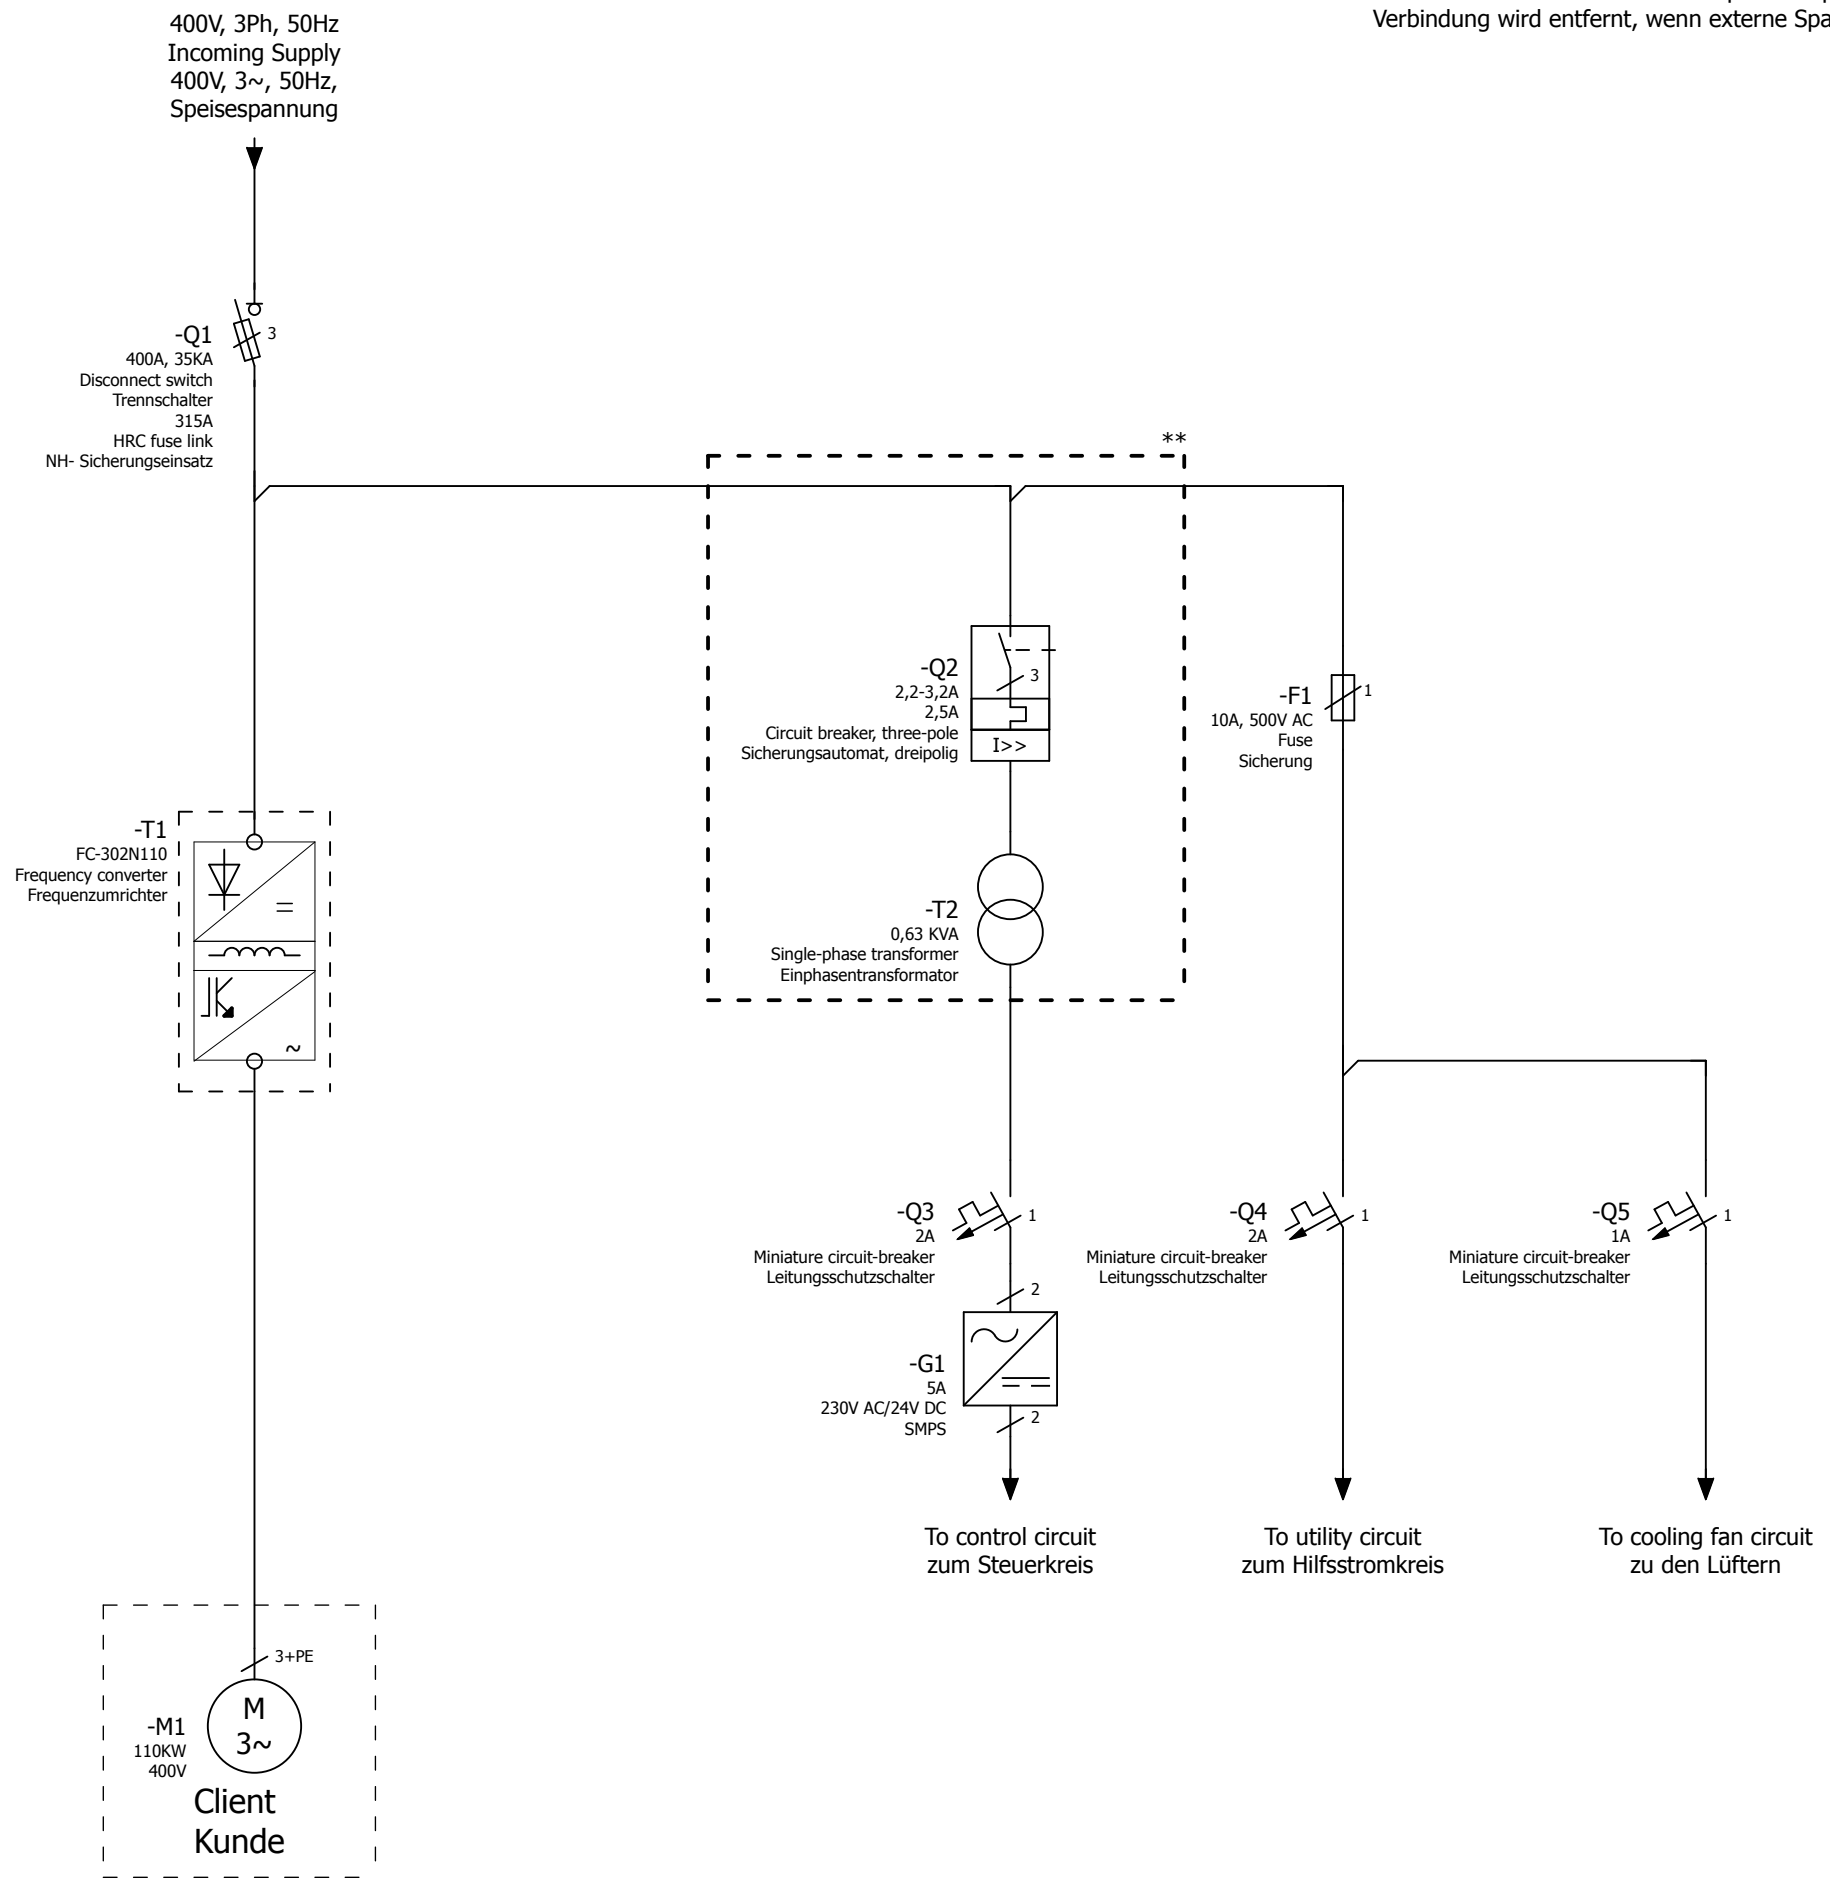 400V, 3Ph, 50Hz
Incoming Supply
400V, 3~, 50Hz,
Speisespannung
Verbindung wird entfernt, wenn externe
-Q1
400A, 35KA
Disconnect switch
Trennschalter
315A
HRC fuse link
NH- Sicherungseinsatz
3
**
-Q2
2,2-3,2A
2,5A
Circuit breaker, three-pole
Sicherungsautomat, dreipolig
3
I>>
-F1
10A, 500V AC
Fuse
Sicherung
1
-T1
FC-302N110
Frequency converter
Frequenzumrichter
=
~
-T2
0,63 KVA
Single-phase transformer
Einphasentransformator
-Q3
2A
Miniature circuit-breaker
Leitungsschutzschalter
1
2
-Q4
2A
Miniature circuit-breaker
Leitungsschutzschalter
1
-Q5
1A
Miniature circuit-breaker
Leitungsschutzschalter
1
-G1
5A
230V AC/24V DC
SMPS
2
To control circuit
zum Steuerkreis
To utility circuit
zum Hilfsstromkreis
To cooling fan circuit
zu den Lüftern
3+PE
-M1
110KW
400V
M
3~
Client
Kunde